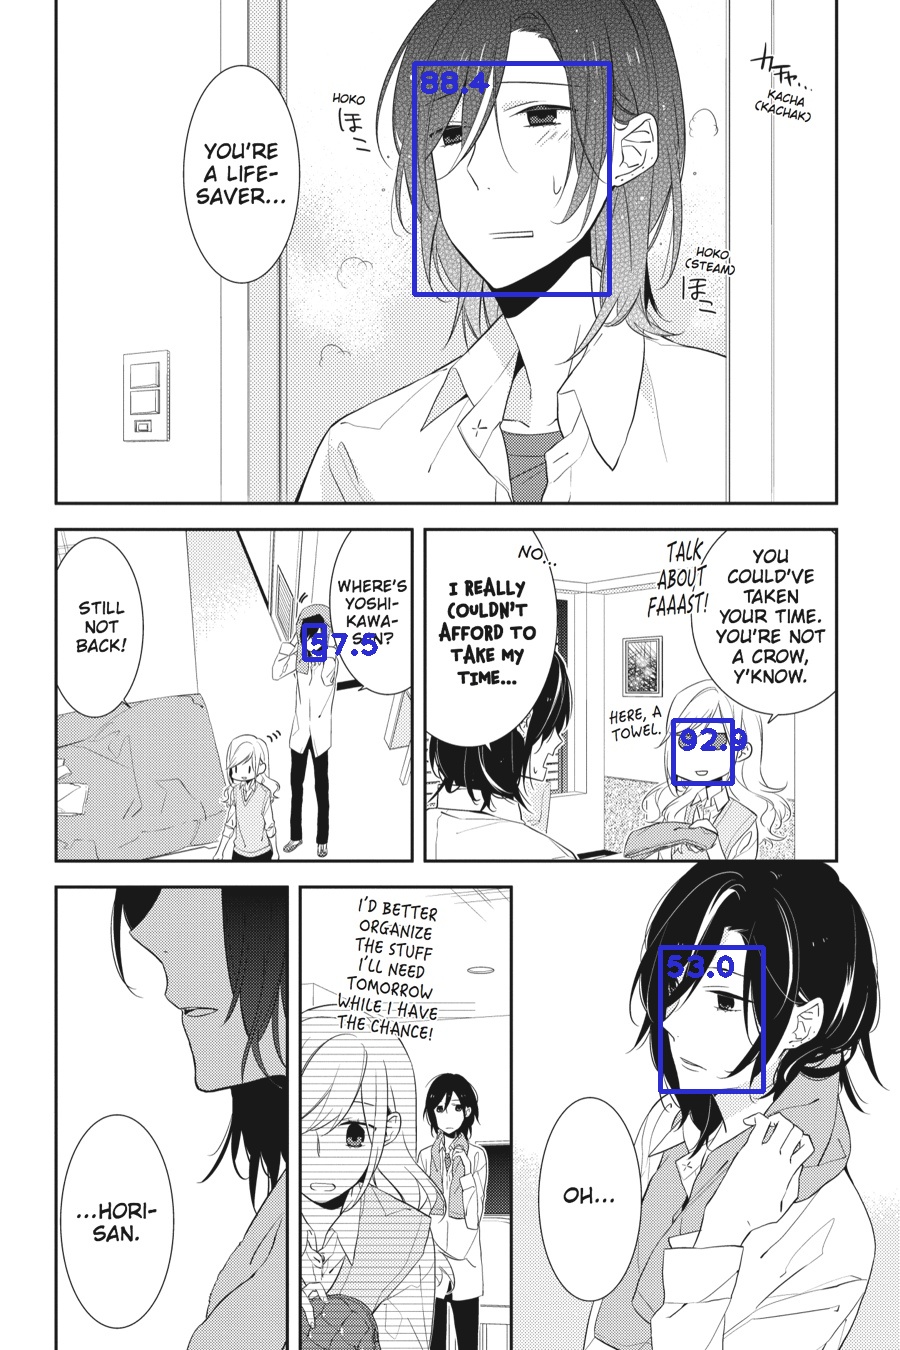 カチャ...
KACHA
(KACHAK)
HOKO
ほこ
YOU'RE
A LIFE-
SAVER...
HOKO
(STEAM)
ほこ
88.4
YOU
COULD'VE
TAKEN
YOUR TIME.
YOU'RE NOT
A CROW,
Y'KNOW.
TALK
ABOUT
FAAAST!
HERE, A
TOWEL.
92.9
NO...
I REALLY
COULDN'T
AFFORD TO
TAKE MY
TIME...
WHERE'S
YOSHI-
KAWA-
SAN?
57.5
STILL
NOT
BACK!
53.0
OH...
I'D BETTER
ORGANIZE
THE STUFF
I'LL NEED
TOMORROW
WHILE I HAVE
THE CHANCE!
...HORI-
SAN.